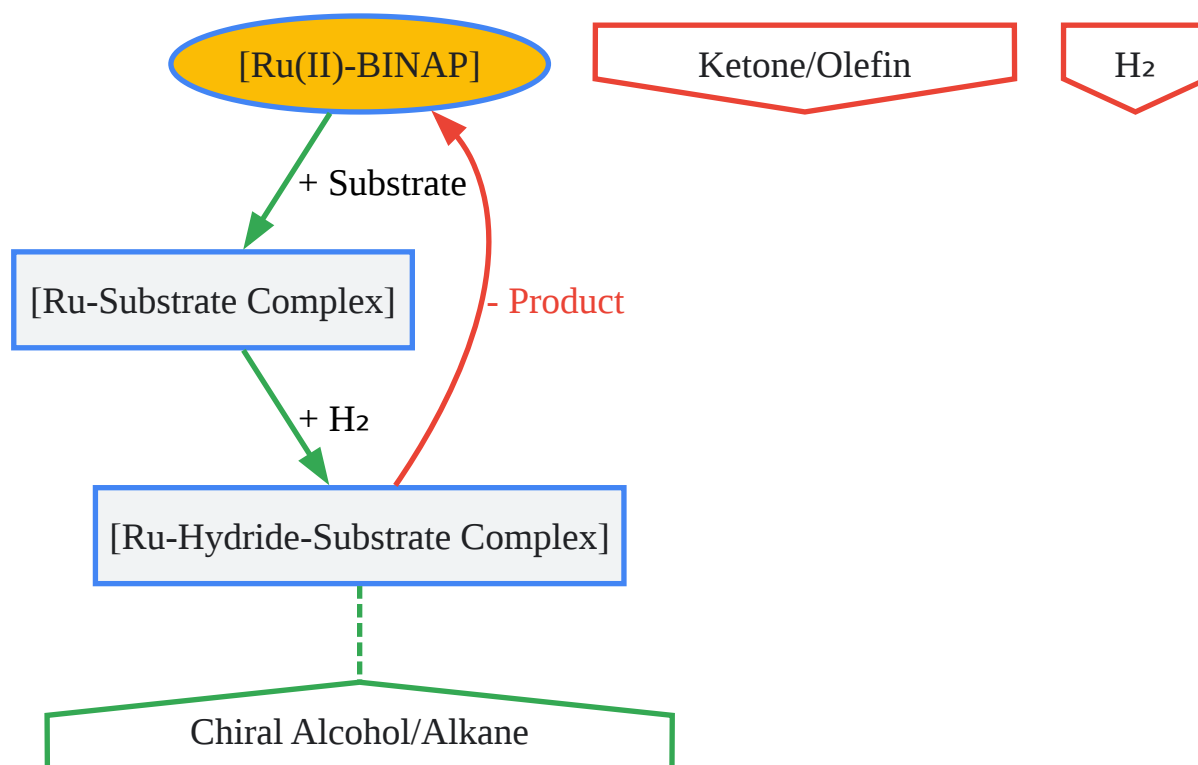 [Ru(II)-BINAP]
Ketone/Olefin
H₂
+ Substrate
[Ru-Substrate Complex]
- Product
+ H₂
[Ru-Hydride-Substrate Complex]
Chiral Alcohol/Alkane